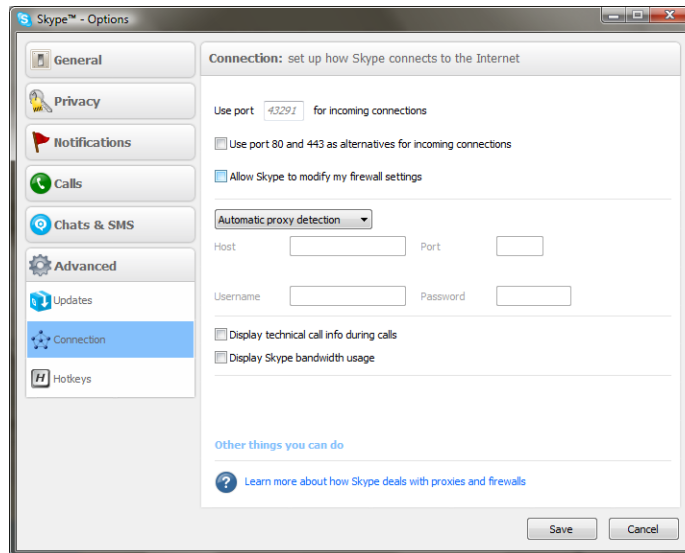 Skype™ - Options
General
Privacy
Notifications
Calls
Chats & SMS
Advanced
Updates
Connection
Hotkeys
Connection: set up how Skype connects to the Internet
Use port 43291 for incoming connections
Use port 80 and 443 as alternatives for incoming connections
Allow Skype to modify my firewall settings
Automatic proxy detection
Host Port
Username Password
Display technical call info during calls
Display Skype bandwidth usage
Other things you can do
Learn more about how Skype deals with proxies and firewalls
Save Cancel